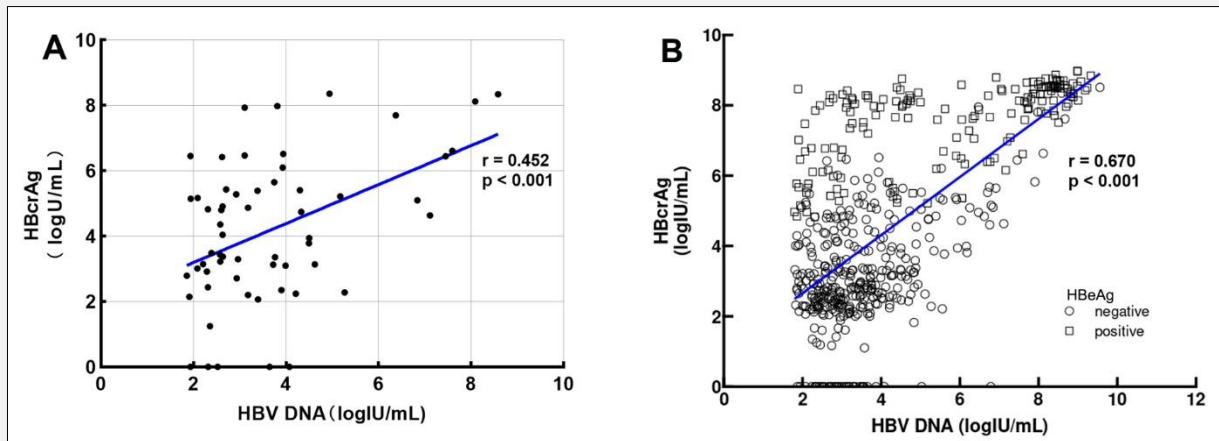 A
10
8
6
4
2
0
HBcrAg
( logU/mL)
r = 0.452
p < 0.001
0 2 4 6 8 10
HBV DNA(logIU/mL)
B
10
8
6
4
2
0
HBcrAg
(logIU/mL)
r = 0.670
p < 0.001
HBeAg
negative
positive
0 2 4 6 8 10 12
HBV DNA (logIU/mL)